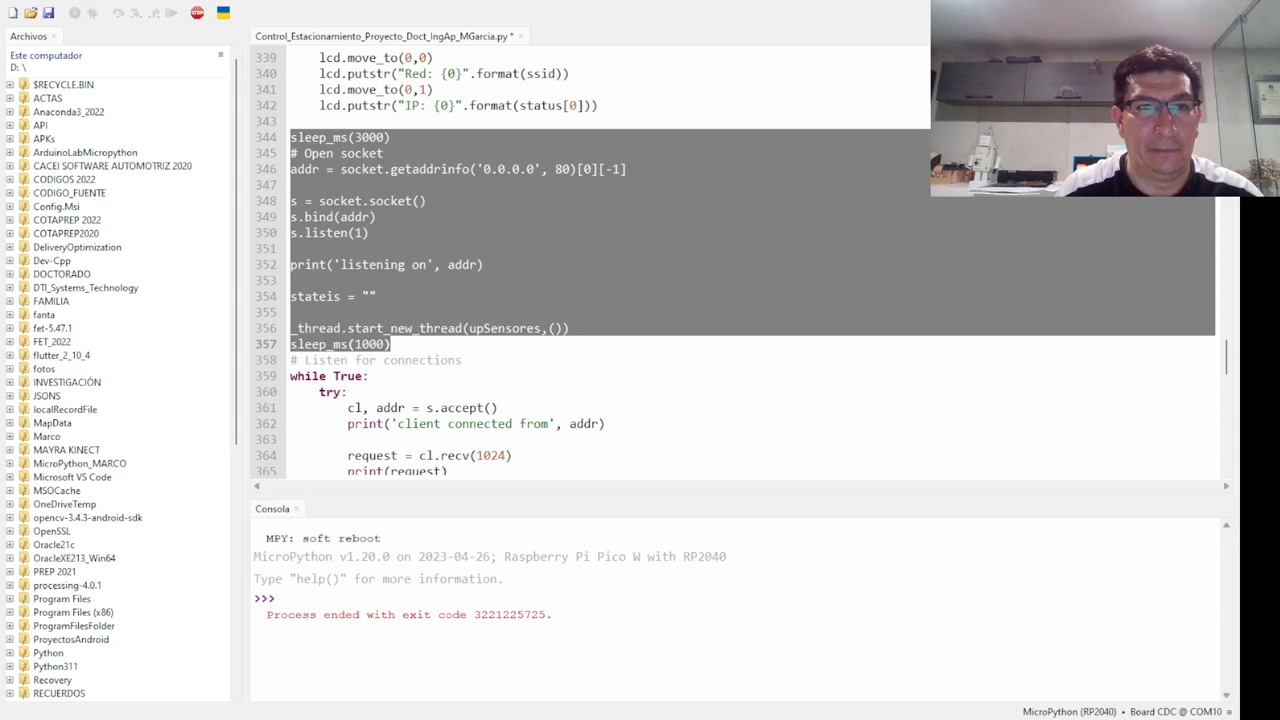 STOP
Archivos
Control_Estacionamiento_Proyecto_Doct_IngAp_MGarcia.py *
Este computador
D: \
$RECYCLE.BIN
ACTAS
Anaconda3_2022
API
APKs
ArduinoLabMicropython
CACEI SOFTWARE AUTOMOTRIZ 2020
CODIGOS 2022
CODIGO_FUENTE
Config.Msi
COTAPREP 2022
COTAPREP2020
DeliveryOptimization
Dev-Cpp
DOCTORADO
DTI_Systems_Technology
FAMILIA
fanta
fet-5.47.1
FET_2022
flutter_2_10_4
fotos
INVESTIGACIÓN
JSONS
localRecordFile
MapData
Marco
MAYRA KINECT
MicroPython_MARCO
Microsoft VS Code
MSOCache
OneDriveTemp
opencv-3.4.3-android-sdk
OpenSSL
Oracle21c
OracleXE213_Win64
PREP 2021
processing-4.0.1
Program Files
Program Files (x86)
ProgramFilesFolder
ProyectosAndroid
Python
Python311
Recovery
RECUERDOS
339 lcd.move_to(0,0)
340 lcd.putstr("Red: {0}".format(ssid))
341 lcd.move_to(0,1)
342 lcd.putstr("IP: {0}".format(status[0]))
343
344 sleep_ms(3000)
345 # Open socket
346 addr = socket.getaddrinfo('0.0.0.0', 80)[0][-1]
347
348 s = socket.socket()
349 s.bind(addr)
350 s.listen(1)
351
352 print('listening on', addr)
353
354 stateis = ""
355
356 _thread.start_new_thread(upSensores,())
357 sleep_ms(1000)
358 # Listen for connections
359 while True:
360 try:
361 cl, addr = s.accept()
362 print('client connected from', addr)
363
364 request = cl.recv(1024)
365 print(request)
Consola
MPY: soft reboot
MicroPython v1.20.0 on 2023-04-26; Raspberry Pi Pico W with RP2040
Type "help()" for more information.
>>>
Process ended with exit code 3221225725.
MicroPython (RP2040) • Board CDC @ COM10 ≡